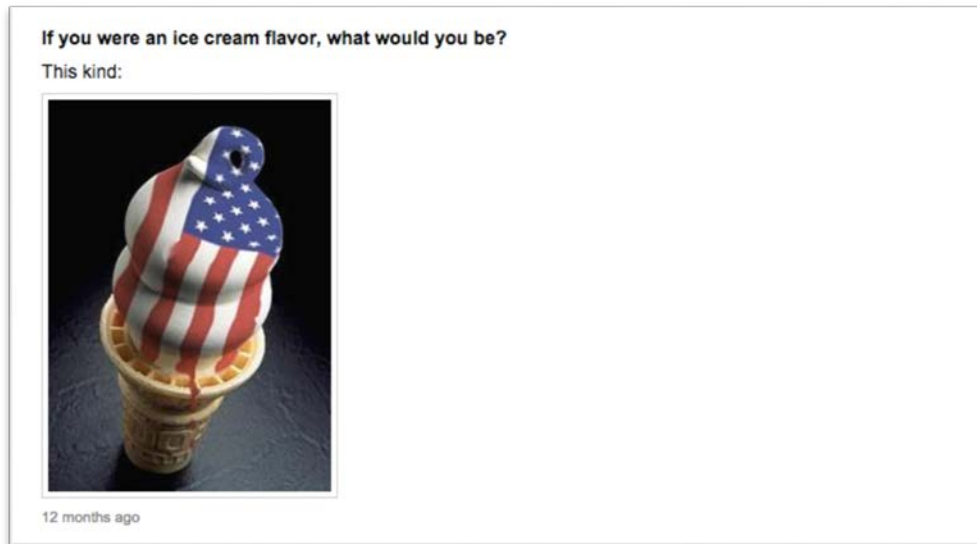 If you were an ice cream flavor, what would you be?
This kind:
12 months ago